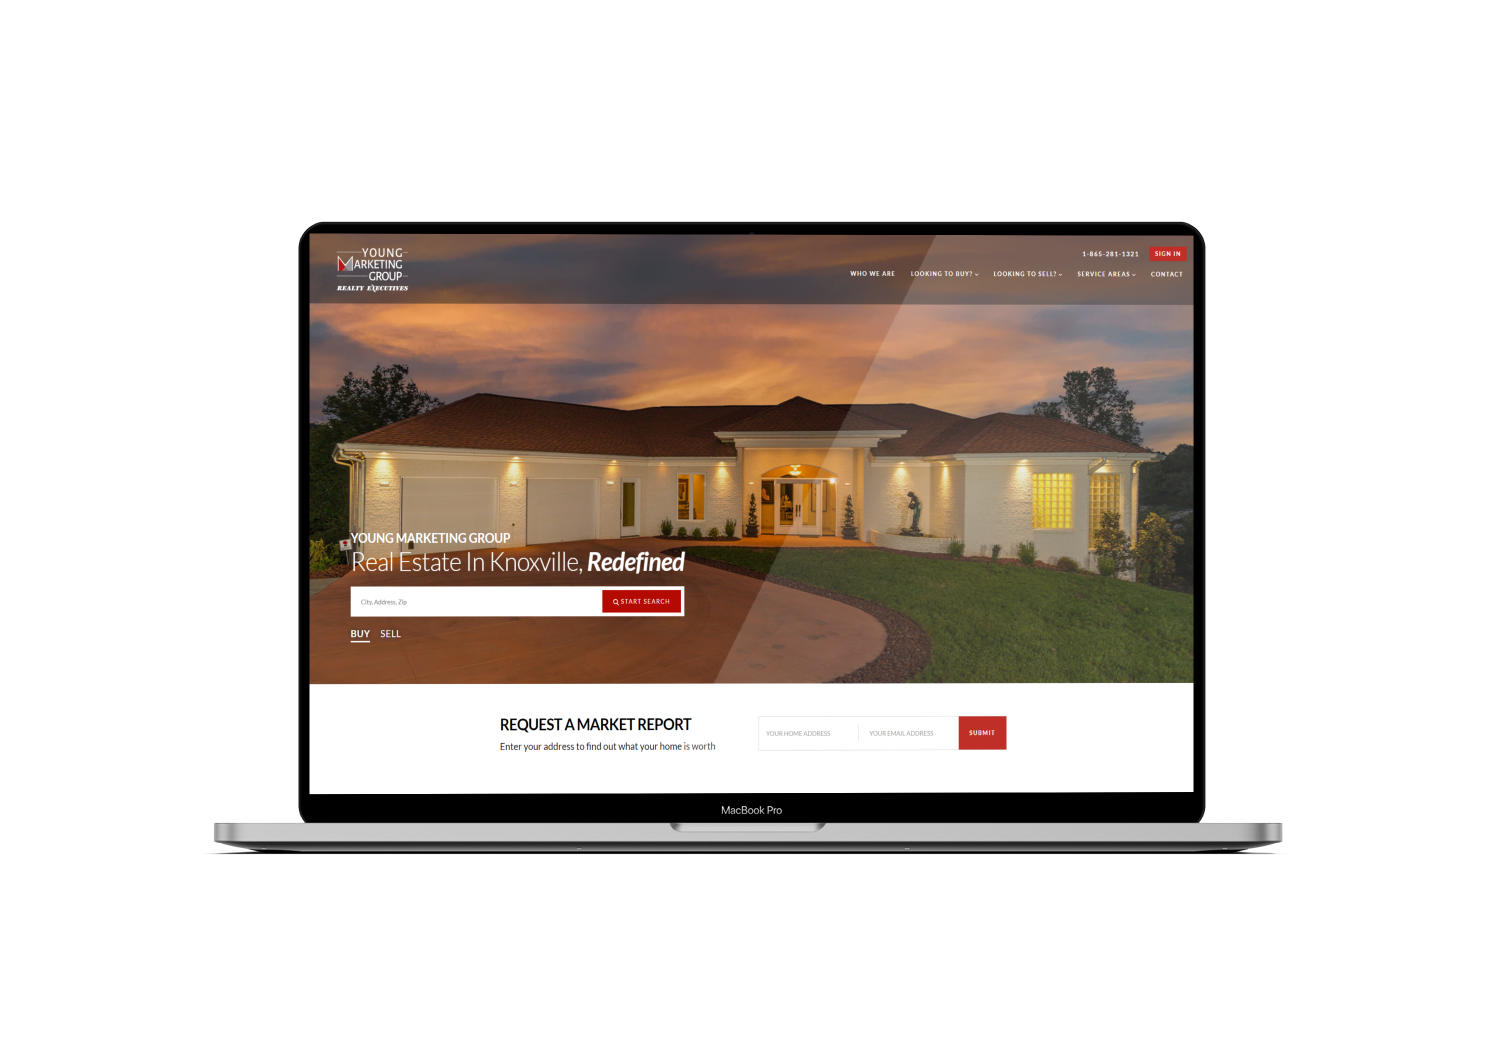 YOUNG
MARKETING
GROUP
REALTY EXECUTIVES
1-865-281-1321
SIGN IN
WHO WE ARE
LOOKING TO BUY?
LOOKING TO SELL?
SERVICE AREAS
CONTACT
YOUNG MARKETING GROUP
Real Estate In Knoxville, Redefined
City, Address, Zip
START SEARCH
BUY
SELL
REQUEST A MARKET REPORT
Enter your address to find out what your home is worth
YOUR HOME ADDRESS
YOUR EMAIL ADDRESS
SUBMIT
MacBook Pro